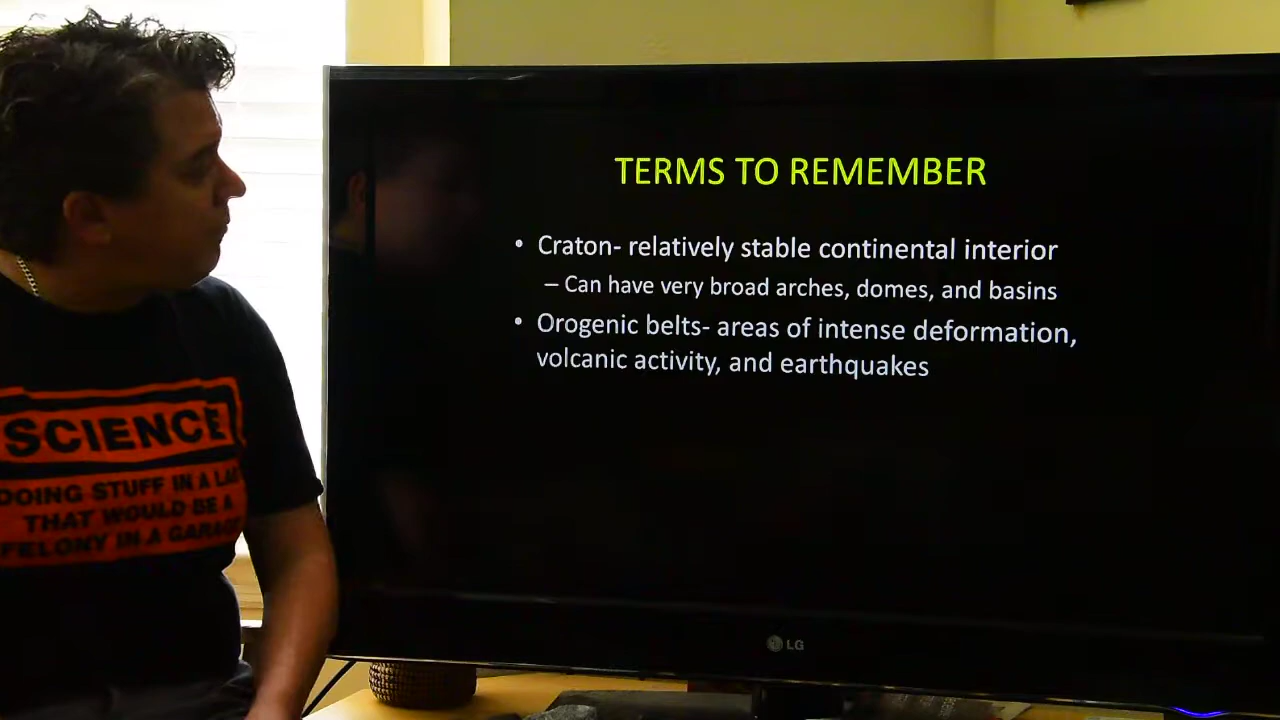 TERMS TO REMEMBER
• Craton- relatively stable continental interior
– Can have very broad arches, domes, and basins
• Orogenic belts- areas of intense deformation,
volcanic activity, and earthquakes
SCIENCE
DOING STUFF IN A LA
THAT WOULD BE A
FELONY IN A GARAGE
LG